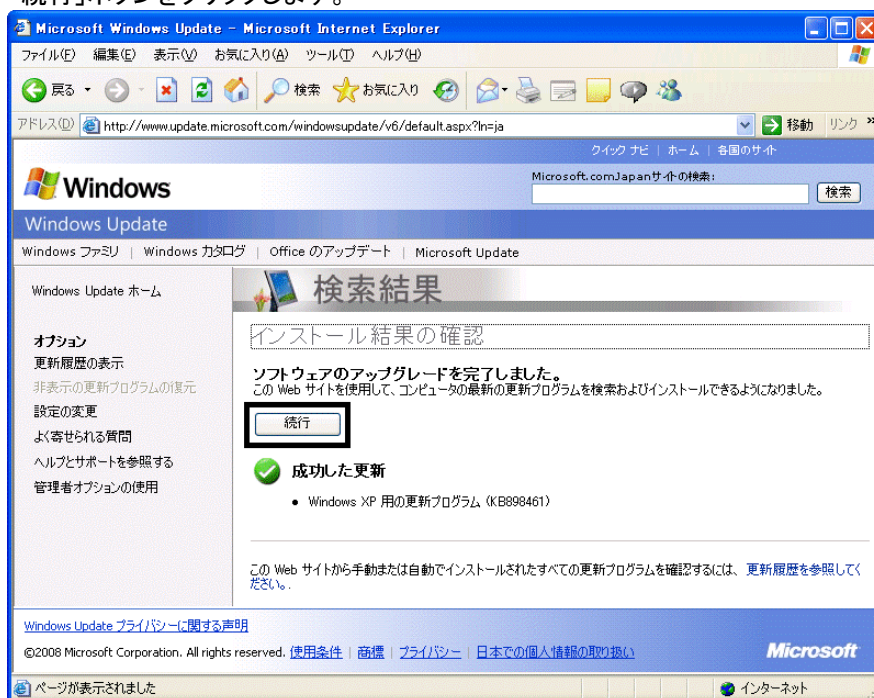 続行」ボタンをクリックします。
Microsoft Windows Update - Microsoft Internet Explorer
ファイル(F) 編集(E) 表示(V) お気に入り(A) ツール(T) ヘルプ(H)
戻る 検索 お気に入り
アドレス(D) http://www.update.microsoft.com/windowsupdate/v6/default.aspx?ln=ja 移動 リンク »
クイック ナビ | ホーム | 各国のサイト
Windows
Microsoft.comJapanサイトの検索:
検索
Windows Update
Windows ファミリ | Windows カタログ | Office のアップデート | Microsoft Update
Windows Update ホーム
オプション
更新履歴の表示
非表示の更新プログラムの復元
設定の変更
よく寄せられる質問
ヘルプとサポートを参照する
管理者オプションの使用
検索結果
インストール結果の確認
ソフトウェアのアップグレードを完了しました。
この Web サイトを使用して、コンピュータの最新の更新プログラムを検索およびインストールできるようになりました。
続行
成功した更新
• Windows XP 用の更新プログラム (KB898461)
この Web サイトから手動または自動でインストールされたすべての更新プログラムを確認するには、更新履歴を参照してく
ださい。.
Windows Update プライバシーに関する声明
©2008 Microsoft Corporation. All rights reserved. 使用条件 | 商標 | プライバシー | 日本での個人情報の取り扱い
Microsoft
ページが表示されました インターネット